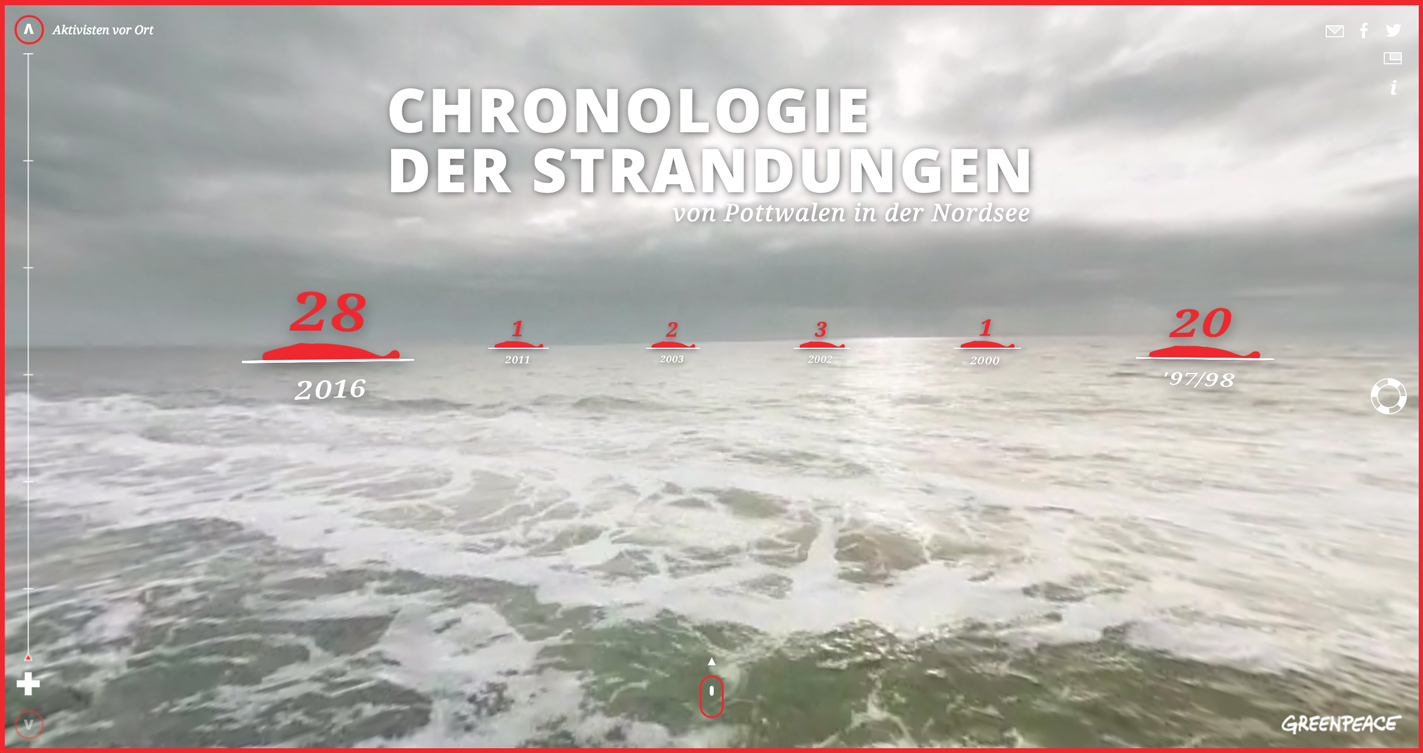 Aktivisten vor Ort
CHRONOLOGIE
DER STRANDUNGEN
von Pottwalen in der Nordsee
28
2016
1
2011
2
2003
3
2002
1
2000
20
'97/98
GREENPEACE